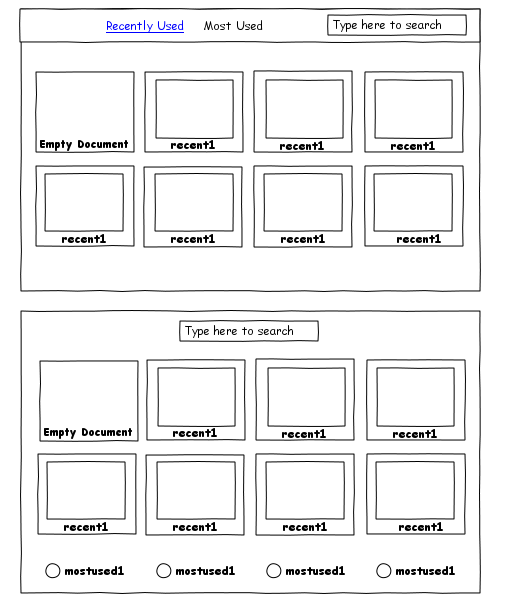 Recently Used Most Used Type here to search
Empty Document recent1 recent1 recent1
recent1 recent1 recent1 recent1
Type here to search
Empty Document recent1 recent1 recent1
recent1 recent1 recent1 recent1
mostused1 mostused1 mostused1 mostused1